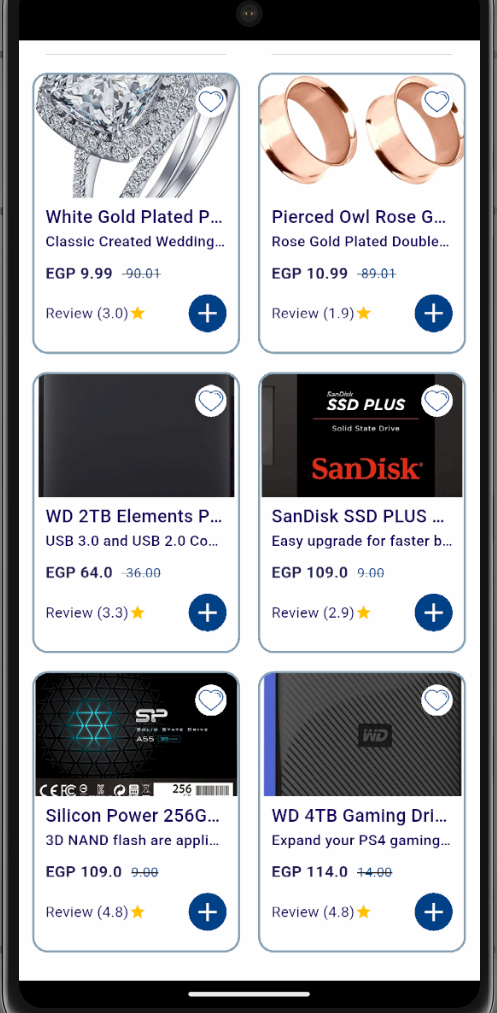 White Gold Plated P...
Classic Created Wedding...
EGP 9.99 -90.01
Review (3.0)
Pierced Owl Rose G...
Rose Gold Plated Double...
EGP 10.99 -89.01
Review (1.9)
WD 2TB Elements P...
USB 3.0 and USB 2.0 Co...
EGP 64.0 -36.00
Review (3.3)
SanDisk
SSD PLUS
Solid State Drive
SanDisk
SanDisk SSD PLUS ...
Easy upgrade for faster b...
EGP 109.0 9.00
Review (2.9)
SP
SOLID STATE DRIVE
A55
256
Silicon Power 256G...
3D NAND flash are appli...
EGP 109.0 9.00
Review (4.8)
WD
WD 4TB Gaming Dri...
Expand your PS4 gaming...
EGP 114.0 14.00
Review (4.8)